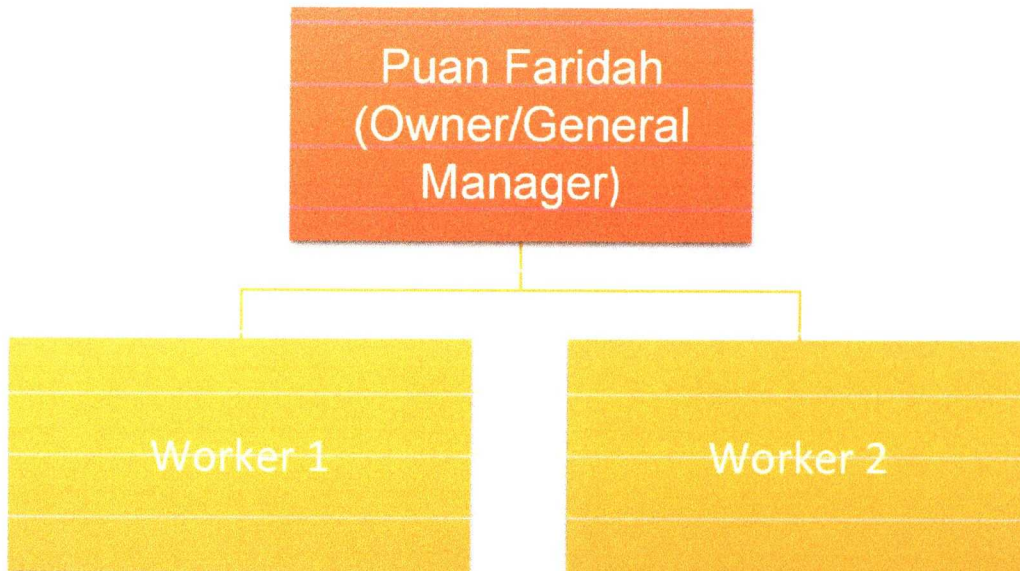 Puan Faridah
(Owner/General
Manager)
Worker 1
Worker 2